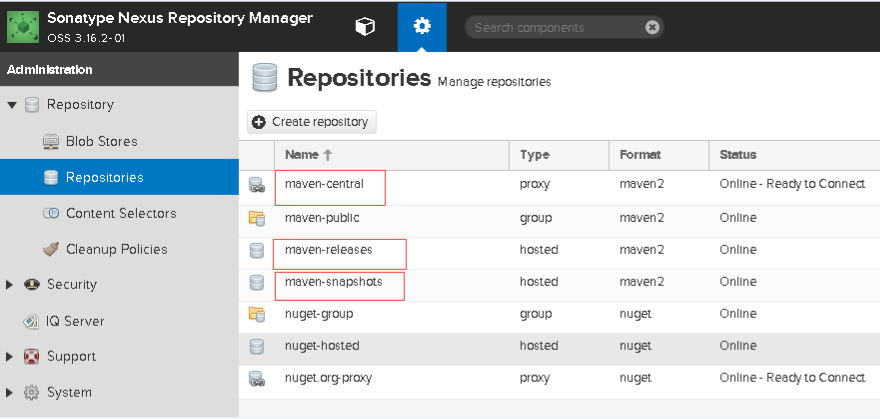 Sonatype Nexus Repository Manager
OSS 3.16.2-01
Search components
Administration
Repository
Blob Stores
Repositories
Content Selectors
Cleanup Policies
Security
IQ Server
Support
System
Repositories Manage repositories
Create repository
Name Type Format Status
maven-central proxy maven2 Online - Ready to Connect
maven-public group maven2 Online
maven-releases hosted maven2 Online
maven-snapshots hosted maven2 Online
nuget-group group nuget Online
nuget-hosted hosted nuget Online
nuget.org-proxy proxy nuget Online - Ready to Connect